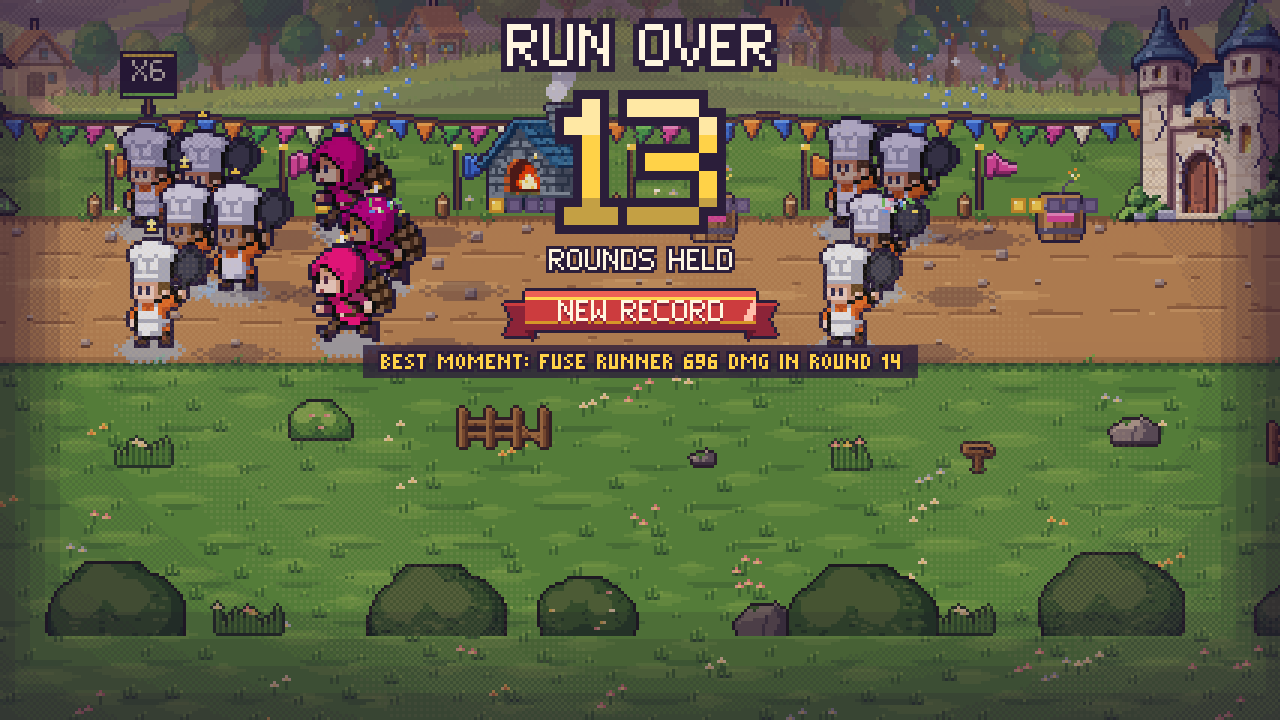 RUN OVER
X6
13
ROUNDS HELD
NEW RECORD
BEST MOMENT: FUSE RUNNER 696 DMG IN ROUND 14